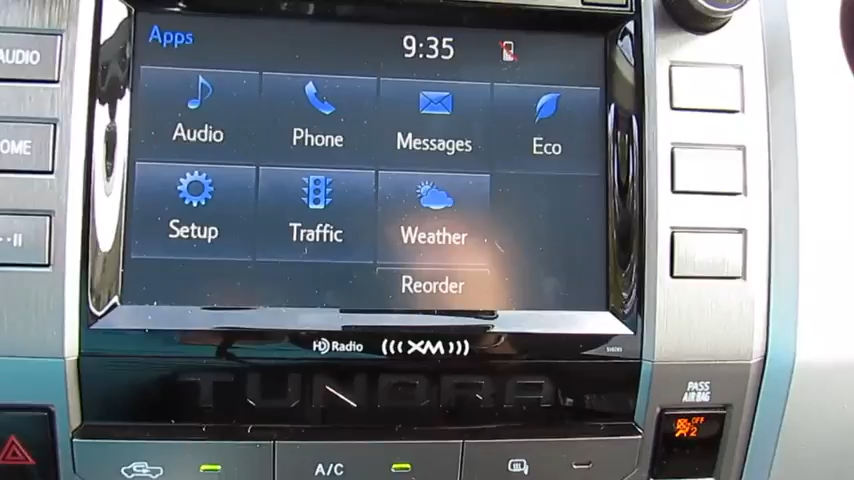 Apps 9:35
AUDIO
Audio Phone Messages Eco
OME
Setup Traffic Weather
Reorder
HD Radio ((( XM )))
TUNDRA
PASS
AIR BAG
OFF
2
A/C